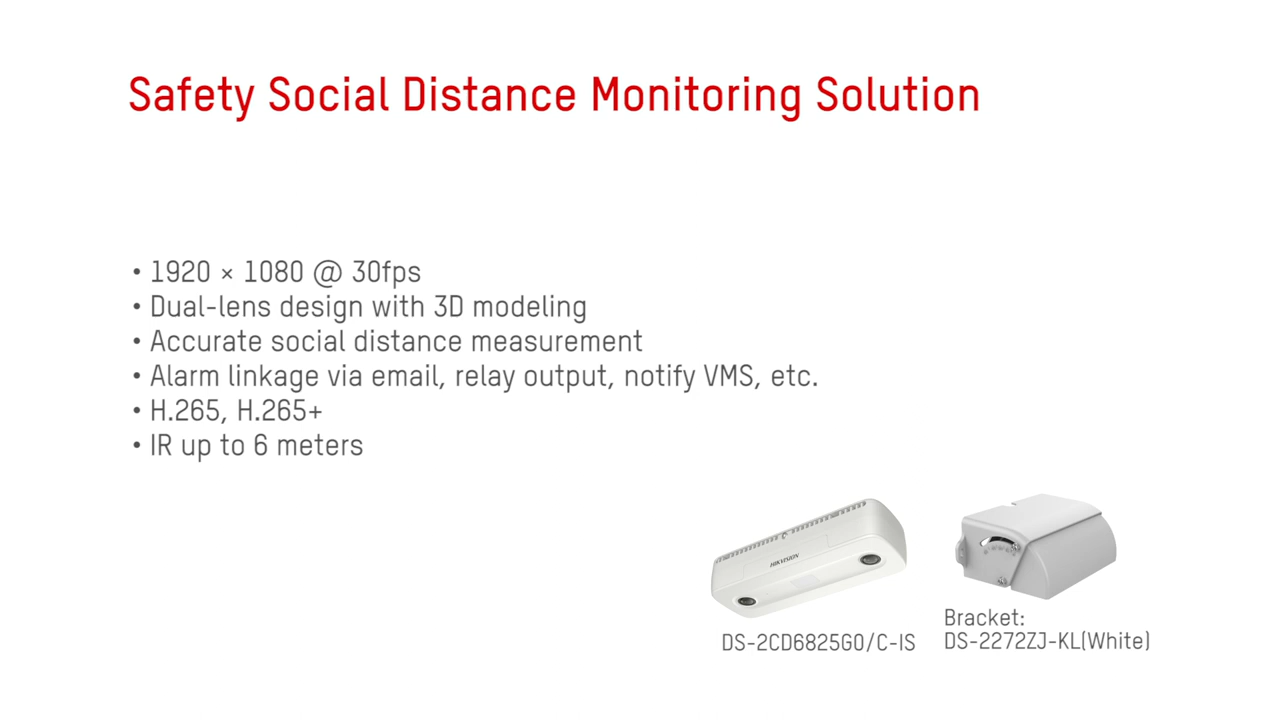 Safety Social Distance Monitoring Solution
• 1920 × 1080 @ 30fps
• Dual-lens design with 3D modeling
• Accurate social distance measurement
• Alarm linkage via email, relay output, notify VMS, etc.
• H.265, H.265+
• IR up to 6 meters
HIKVISION
DS-2CD6825G0/C-IS
Bracket:
DS-2272ZJ-KL(White)